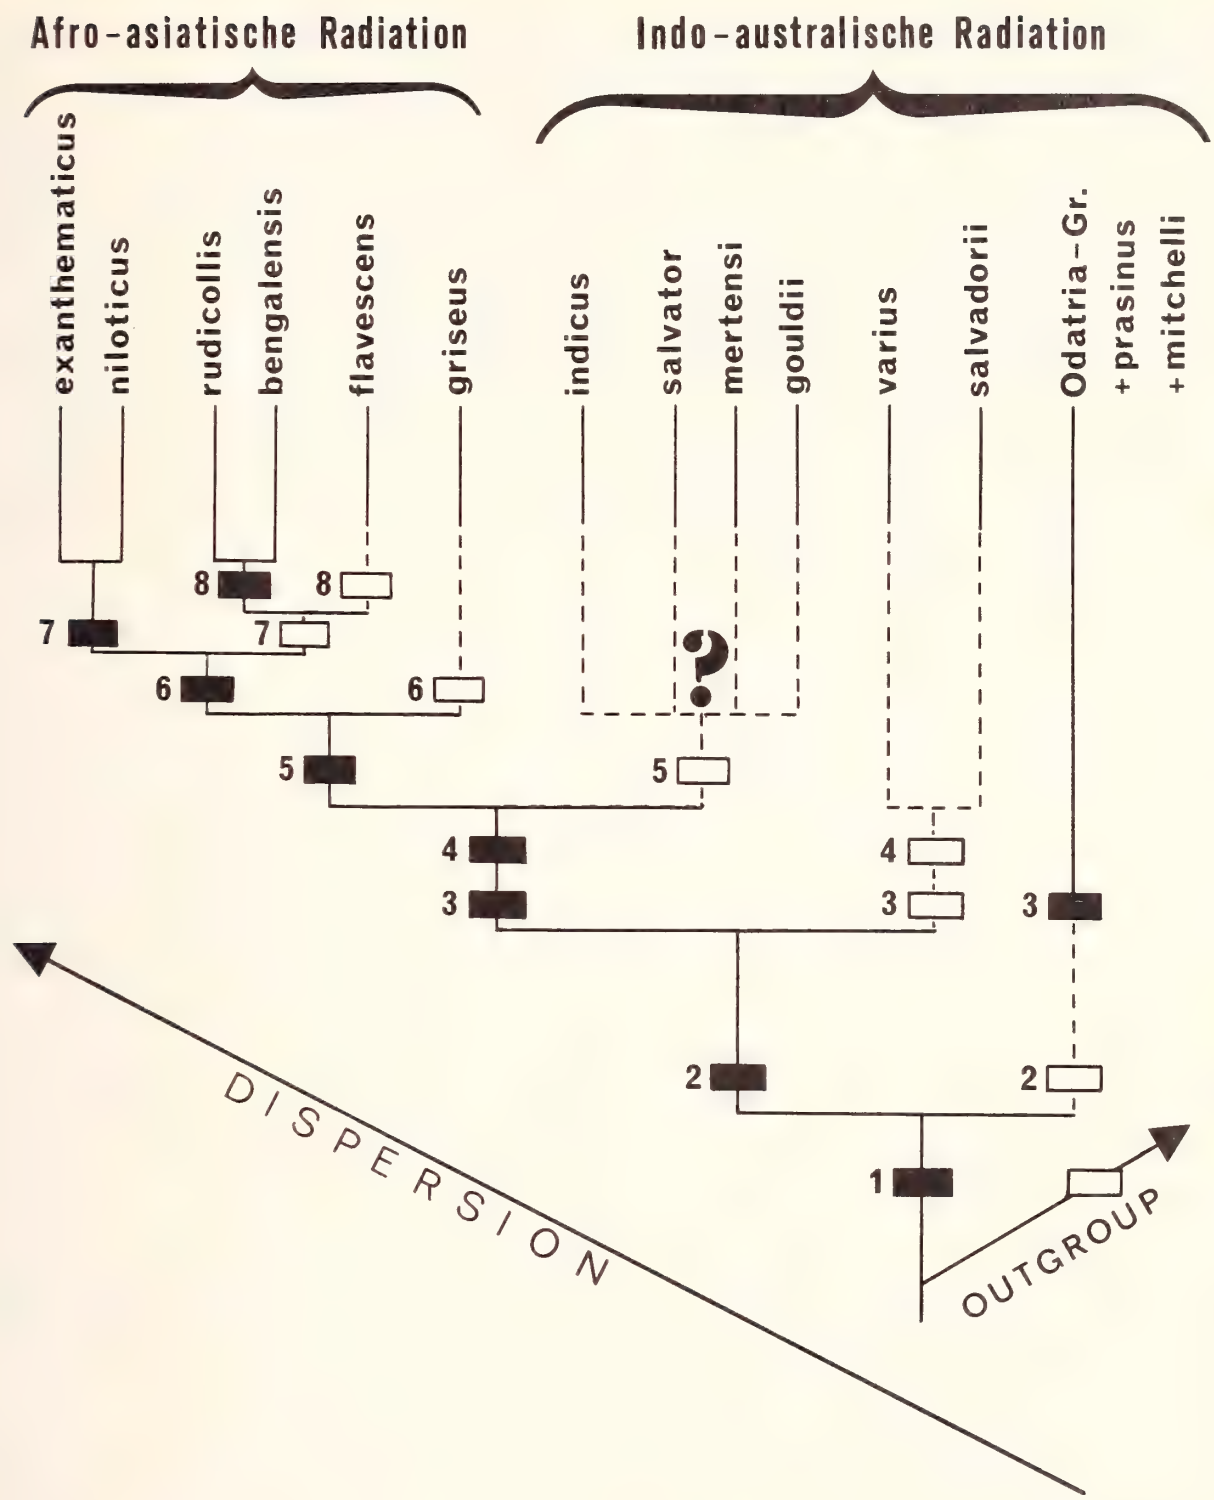 Afro-asiatische Radiation
Indo-australische Radiation
exanthematicus
niloticus
rudicollis
bengalensis
flavescens
griseus
indicus
salvator
mertensi
gouldii
varius
salvadorii
Odatria-Gr.
+prasinus
+mitchelli
8
8
7
7
?
6
6
5
5
4
4
3
3
3
2
2
1
DISPERSION
OUTGROUP